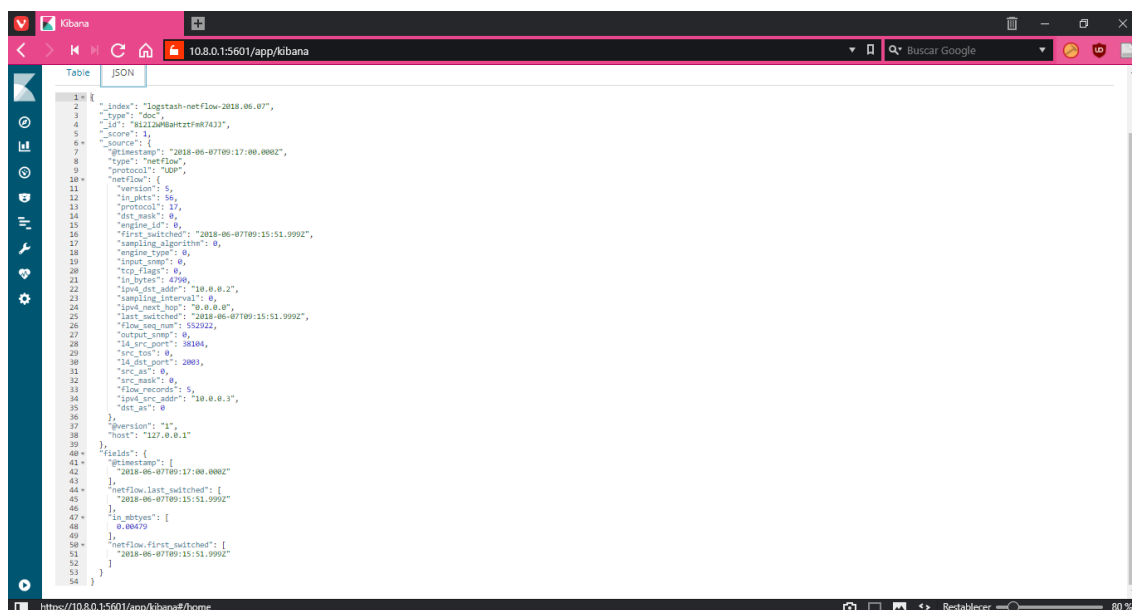 Kibana
10.8.0.1:5601/app/kibana
Buscar Google
Table JSON
1 {
2 "_index": "logstash-netflow-2018.06.07",
3 "_type": "doc",
4 "_id": "8i2I2WMBaHtztFmR74JJ",
5 "_score": 1,
6 "_source": {
7 "@timestamp": "2018-06-07T09:17:00.000Z",
8 "type": "netflow",
9 "protocol": "UDP",
10 "netflow": {
11 "version": 5,
12 "in_pkts": 56,
13 "protocol": 17,
14 "dst_mask": 0,
15 "engine_id": 0,
16 "first_switched": "2018-06-07T09:15:51.999Z",
17 "sampling_algorithm": 0,
18 "engine_type": 0,
19 "input_snmp": 0,
20 "tcp_flags": 0,
21 "in_bytes": 4790,
22 "ipv4_dst_addr": "10.0.0.2",
23 "sampling_interval": 0,
24 "ipv4_next_hop": "0.0.0.0",
25 "last_switched": "2018-06-07T09:15:51.999Z",
26 "flow_seq_num": 552922,
27 "output_snmp": 0,
28 "l4_src_port": 38104,
29 "src_tos": 0,
30 "l4_dst_port": 2003,
31 "src_as": 0,
32 "src_mask": 0,
33 "flow_records": 5,
34 "ipv4_src_addr": "10.0.0.3",
35 "dst_as": 0
36 },
37 "@version": "1",
38 "host": "127.0.0.1"
39 },
40 "fields": {
41 "@timestamp": [
42 "2018-06-07T09:17:00.000Z"
43 ],
44 "netflow.last_switched": [
45 "2018-06-07T09:15:51.999Z"
46 ],
47 "in_mbtyes": [
48 0.00479
49 ],
50 "netflow.first_switched": [
51 "2018-06-07T09:15:51.999Z"
52 ]
53 }
54 }
https://10.8.0.1:5601/app/kibana#/home
Restablecer 80 %